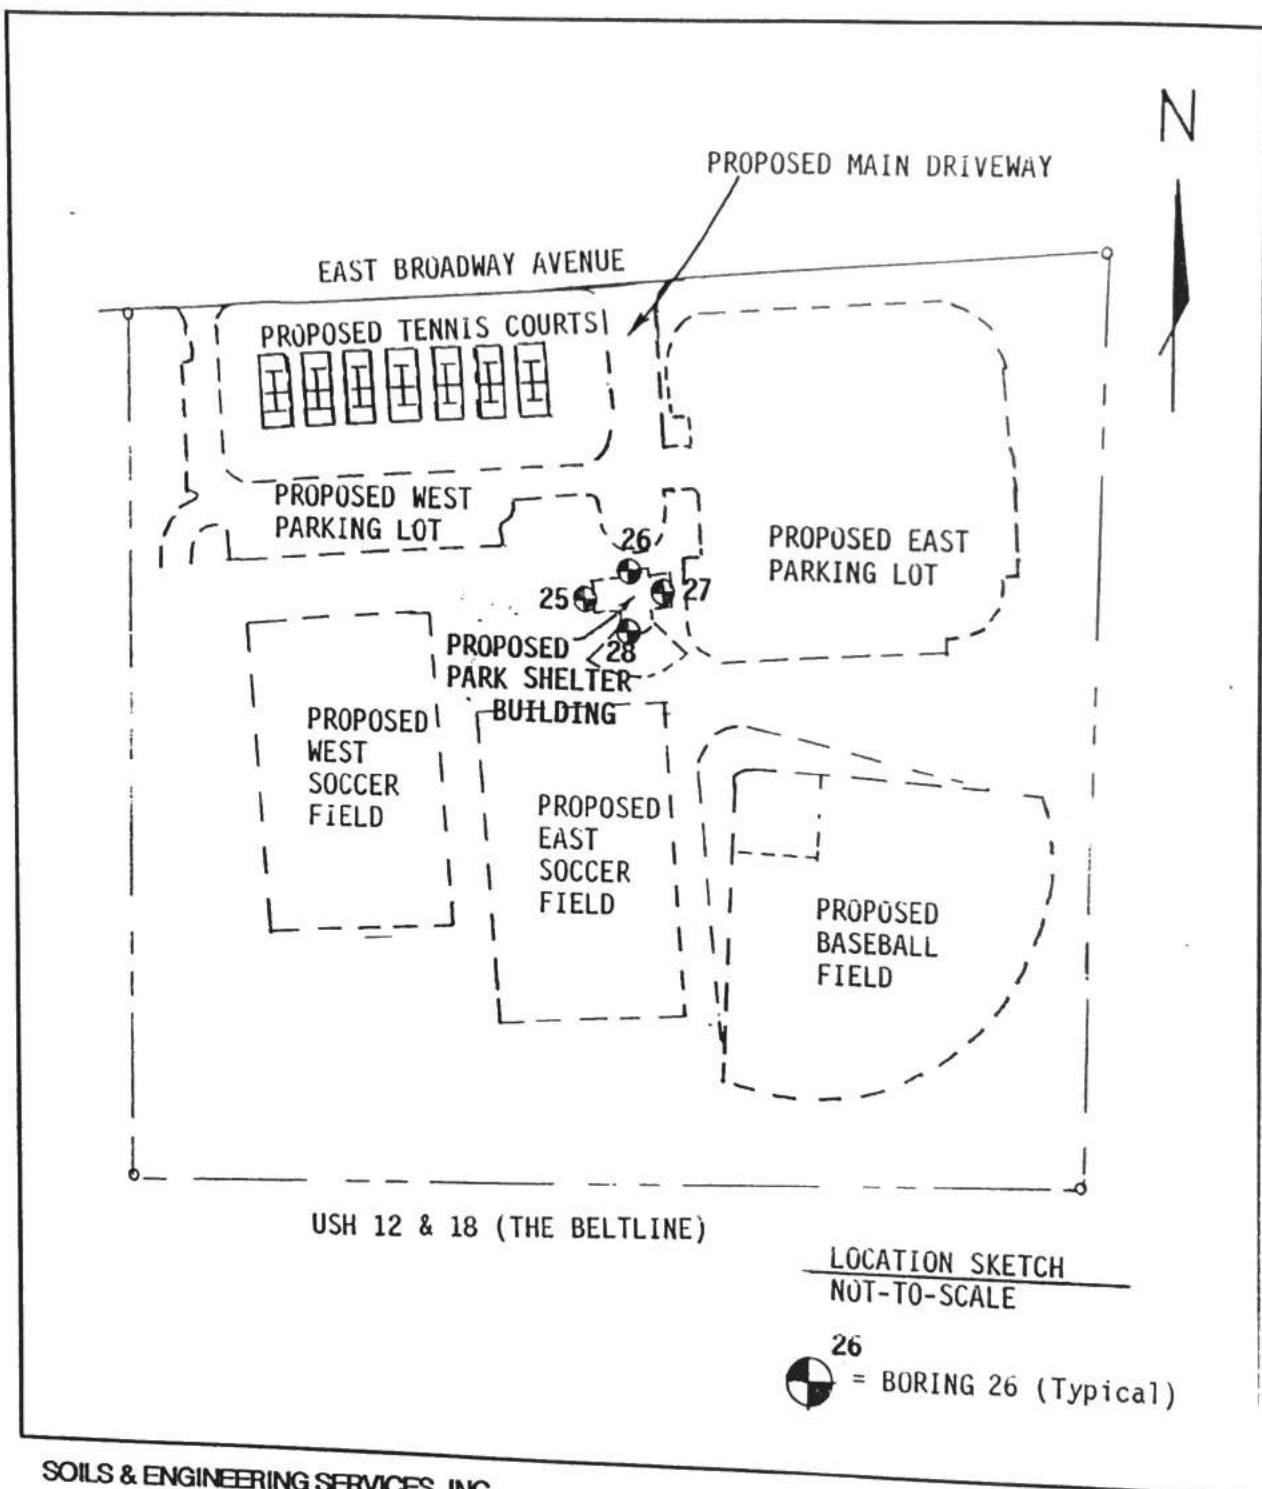 N
PROPOSED MAIN DRIVEWAY
EAST BROADWAY AVENUE
PROPOSED TENNIS COURTS
PROPOSED WEST
PARKING LOT
PROPOSED EAST
PARKING LOT
26
25
27
28
PROPOSED
PARK SHELTER
BUILDING
PROPOSED
WEST
SOCCER
FIELD
PROPOSED
EAST
SOCCER
FIELD
PROPOSED
BASEBALL
FIELD
USH 12 & 18 (THE BELTLINE)
LOCATION SKETCH
NOT-TO-SCALE
26
= BORING 26 (Typical)
SOILS & ENGINEERING SERVICES, INC.